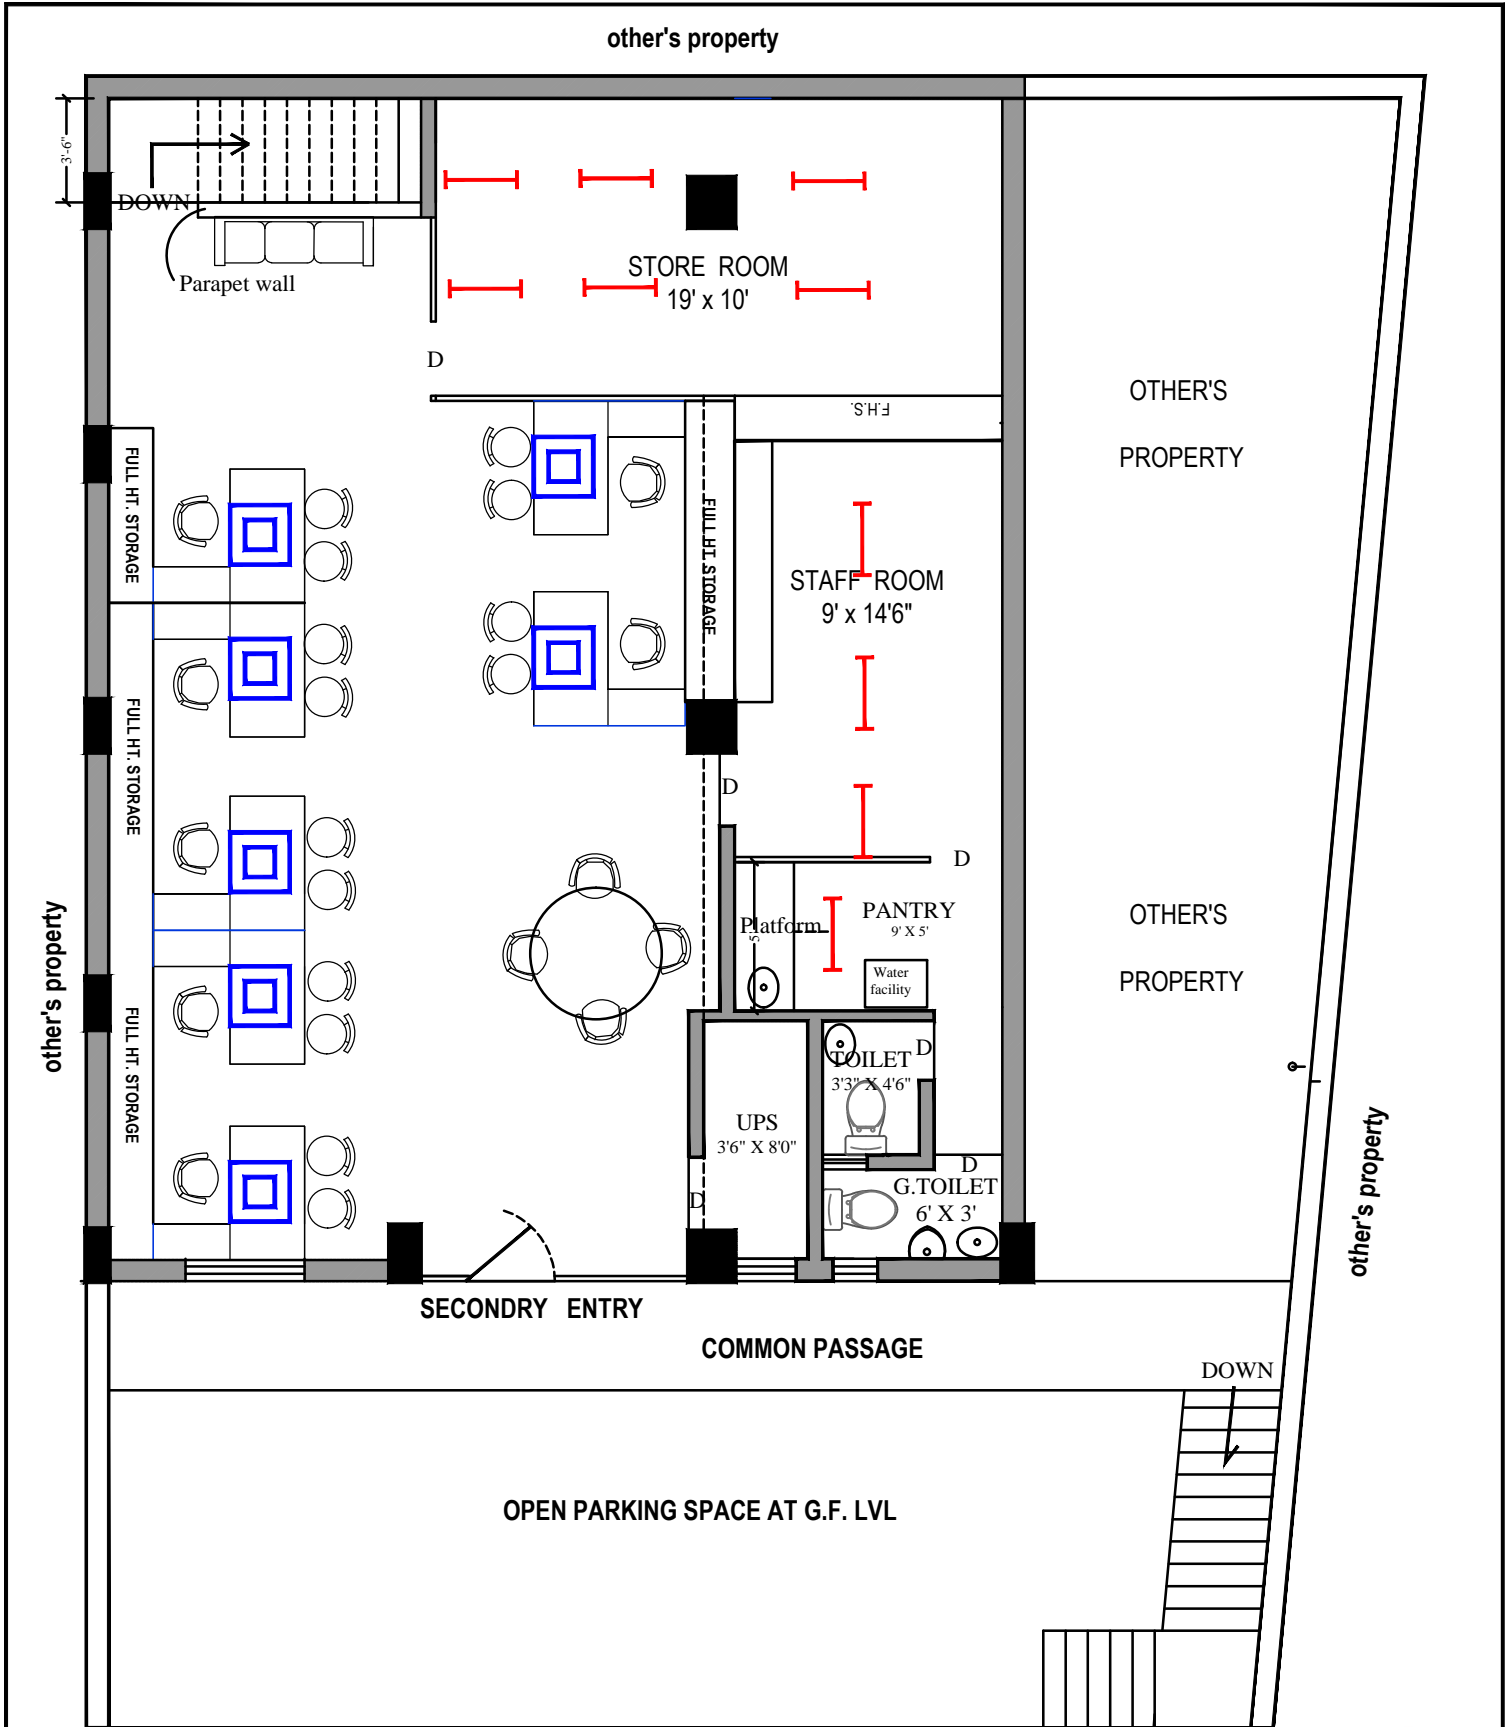 other's property
3'-6"
DOWN
Parapet wall
STORE ROOM
19' x 10'
D
F.H.S.
OTHER'S
PROPERTY
FULL HT. STORAGE
FULL HT. STORAGE
STAFF ROOM
9' x 14'6"
FULL HT. STORAGE
D
D
Platform
5'
PANTRY
9' X 5'
Water
facility
OTHER'S
PROPERTY
other's property
FULL HT. STORAGE
TOILET
3'3" X 4'6"
D
UPS
3'6" X 8'0"
D
D
G.TOILET
6' X 3'
other's property
SECONDRY ENTRY
COMMON PASSAGE
DOWN
OPEN PARKING SPACE AT G.F. LVL